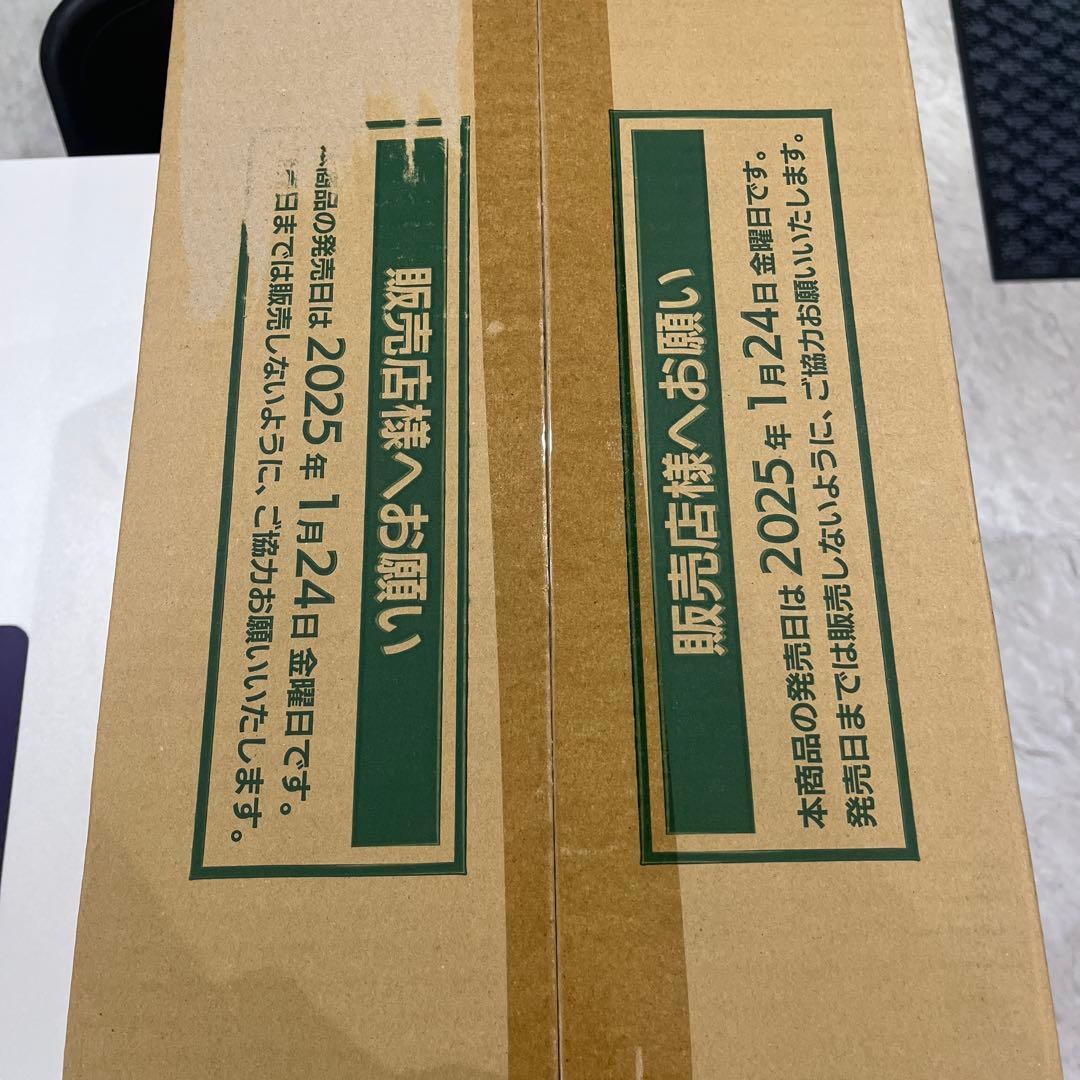 販売店様へお願い
商品の発売日は2025年1月24日金曜日です。
日までは販売しないように、ご協力お願いいたします。
販売店様へお願い
本商品の発売日は2025年1月24日金曜日です。
発売日までは販売しないように、ご協力お願いいたします。